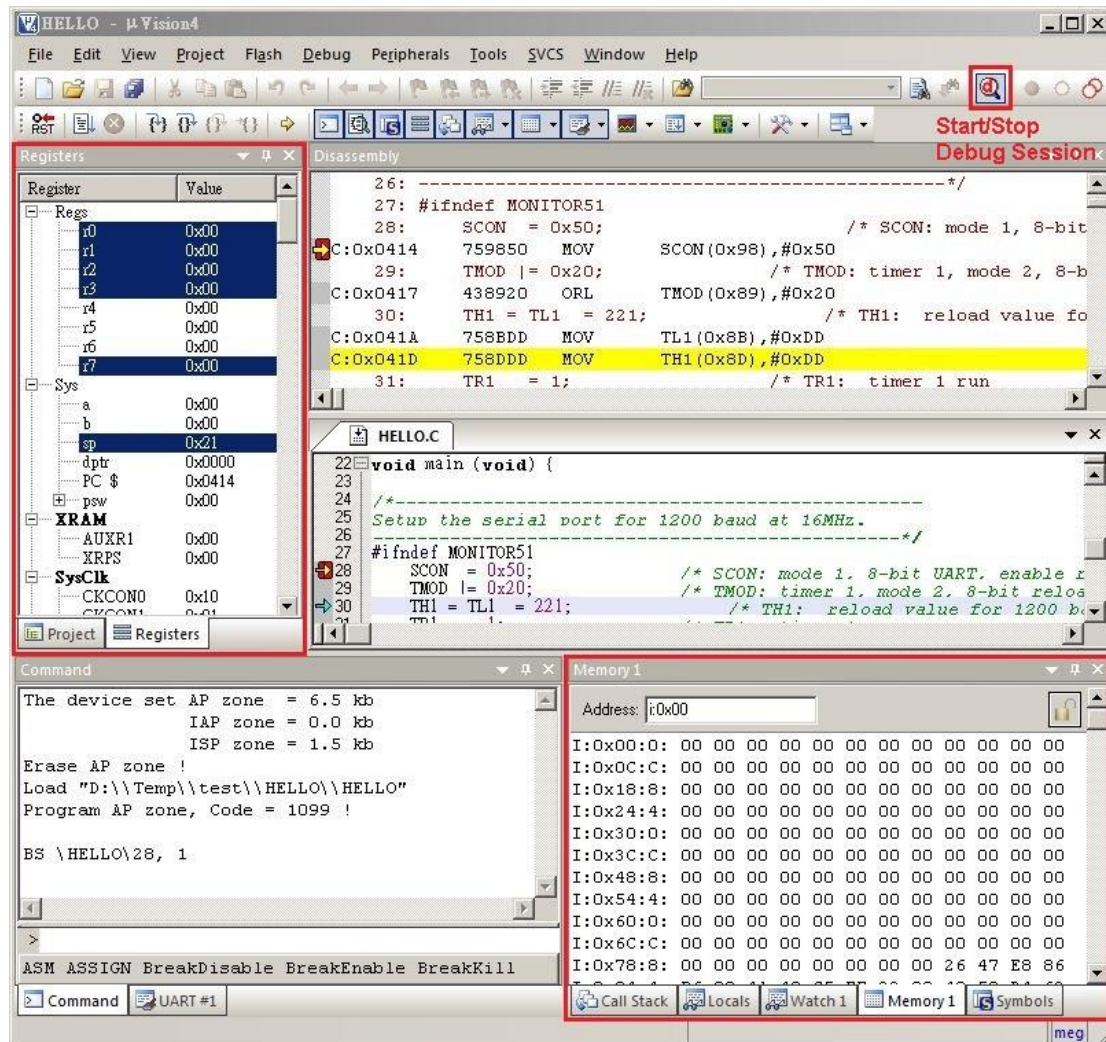 HELLO - µVision4
File Edit View Project Flash Debug Peripherals Tools SVCS Window Help
RST
Start/Stop
Debug Session
Registers
Register Value
Regs
r0 0x00
r1 0x00
r2 0x00
r3 0x00
r4 0x00
r5 0x00
r6 0x00
r7 0x00
Sys
a 0x00
b 0x00
sp 0x21
dptr 0x0000
PC $ 0x0414
psw 0x00
XRAM
AUXR1 0x00
XRPS 0x00
SysClk
CKCON0 0x10
CKCON1 0x01
Project Registers
Disassembly
26: ------------------------------------------------*/
27: #ifndef MONITOR51
28: SCON = 0x50; /* SCON: mode 1, 8-bit
C:0x0414 759850 MOV SCON(0x98),#0x50
29: TMOD |= 0x20; /* TMOD: timer 1, mode 2, 8-b
C:0x0417 438920 ORL TMOD(0x89),#0x20
30: TH1 = TL1 = 221; /* TH1: reload value fo
C:0x041A 758BDD MOV TL1(0x8B),#0xDD
C:0x041D 758DDD MOV TH1(0x8D),#0xDD
31: TR1 = 1; /* TR1: timer 1 run
HELLO.C
22 void main (void) {
23
24 /*------------------------------------------------
25 Setup the serial port for 1200 baud at 16MHz.
26 ------------------------------------------------*/
27 #ifndef MONITOR51
28 SCON = 0x50; /* SCON: mode 1, 8-bit UART, enable r
29 TMOD |= 0x20; /* TMOD: timer 1, mode 2, 8-bit reloa
30 TH1 = TL1 = 221; /* TH1: reload value for 1200 b
Command
The device set AP zone = 6.5 kb
IAP zone = 0.0 kb
ISP zone = 1.5 kb
Erase AP zone !
Load "D:\\Temp\\test\\HELLO\\HELLO"
Program AP zone, Code = 1099 !
BS \HELLO\28, 1
>
ASM ASSIGN BreakDisable BreakEnable BreakKill
Command UART #1
Memory 1
Address: i:0x00
I:0x00:0: 00 00 00 00 00 00 00 00 00 00 00 00
I:0x0C:C: 00 00 00 00 00 00 00 00 00 00 00 00
I:0x18:8: 00 00 00 00 00 00 00 00 00 00 00 00
I:0x24:4: 00 00 00 00 00 00 00 00 00 00 00 00
I:0x30:0: 00 00 00 00 00 00 00 00 00 00 00 00
I:0x3C:C: 00 00 00 00 00 00 00 00 00 00 00 00
I:0x48:8: 00 00 00 00 00 00 00 00 00 00 00 00
I:0x54:4: 00 00 00 00 00 00 00 00 00 00 00 00
I:0x60:0: 00 00 00 00 00 00 00 00 00 00 00 00
I:0x6C:C: 00 00 00 00 00 00 00 00 00 00 00 00
I:0x78:8: 00 00 00 00 00 00 00 00 26 47 E8 86
Call Stack Locals Watch 1 Memory 1 Symbols
meg